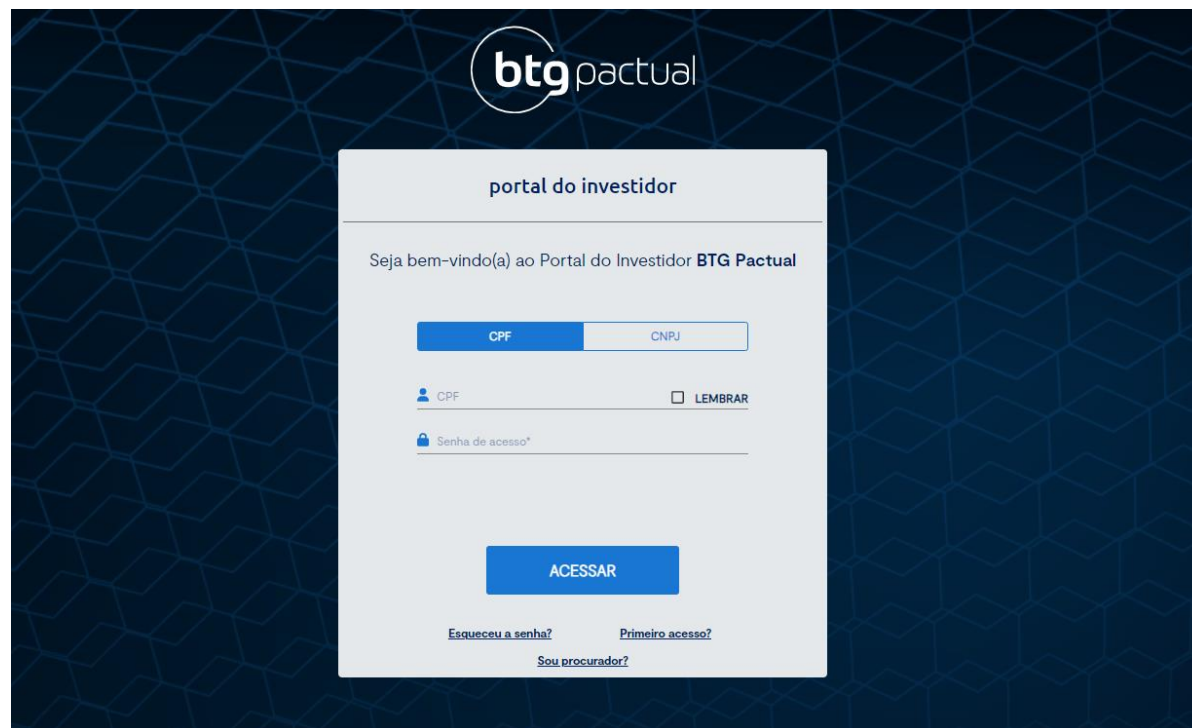 btg pactual
portal do investidor
Seja bem-vindo(a) ao Portal do Investidor BTG Pactual
CPF CNPJ
CPF LEMBRAR
Senha de acesso*
ACESSAR
Esqueceu a senha? Primeiro acesso?
Sou procurador?